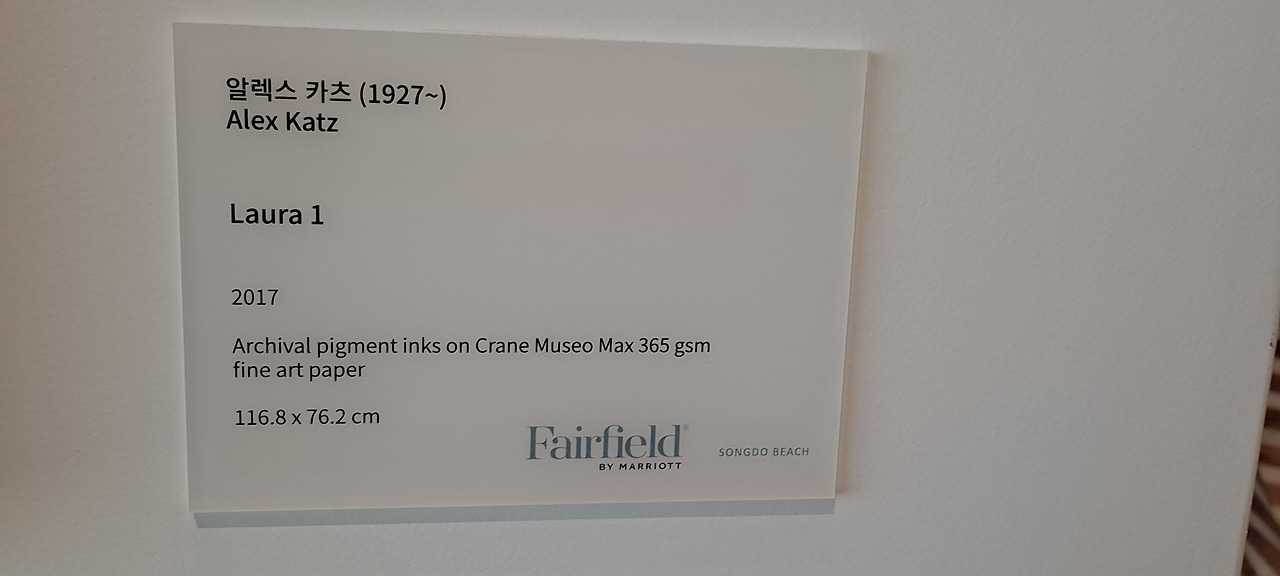 알렉스 카츠 (1927~)
Alex Katz
Laura 1
2017
Archival pigment inks on Crane Museo Max 365 gsm
fine art paper
116.8 x 76.2 cm
Fairfield®
BY MARRIOTT
SONGDO BEACH